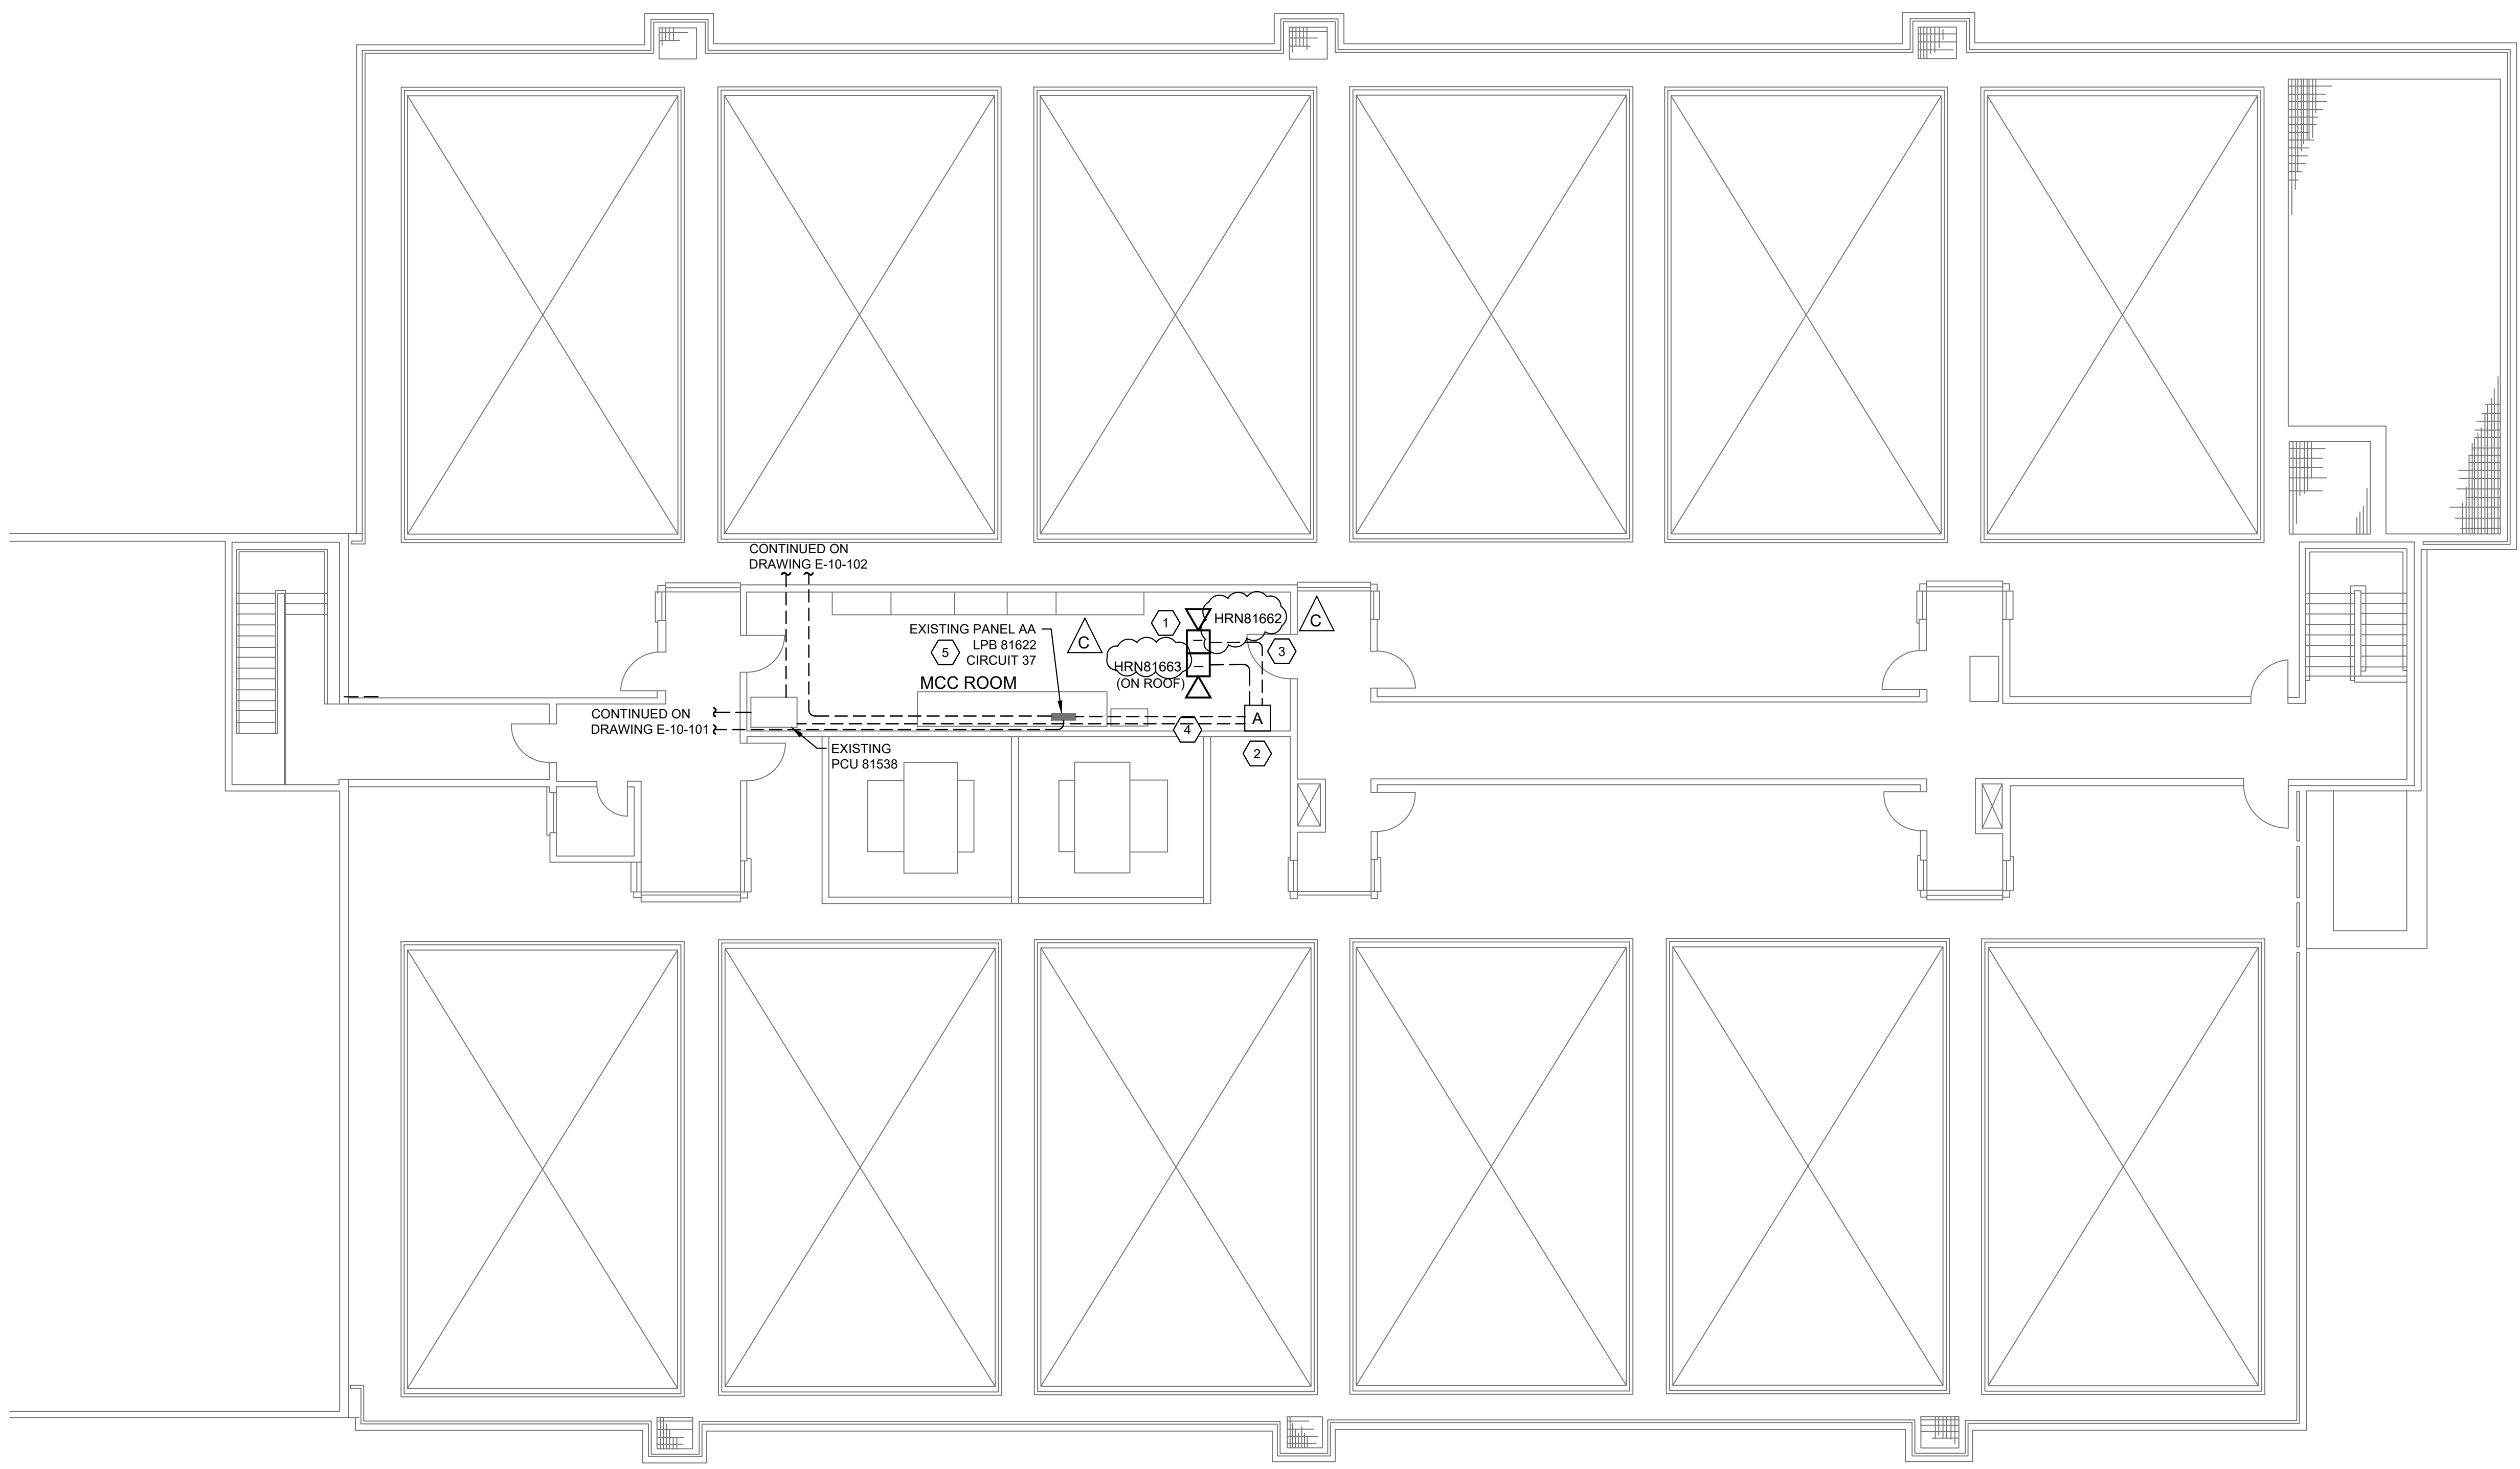 CONTINUED ON
DRAWING E-10-102
1
HRN81662
C
EXISTING PANEL AA
LPB 81622
CIRCUIT 37
5
C
3
HRN81663
(ON ROOF)
MCC ROOM
CONTINUED ON
DRAWING E-10-101
A
4
2
EXISTING
PCU 81538